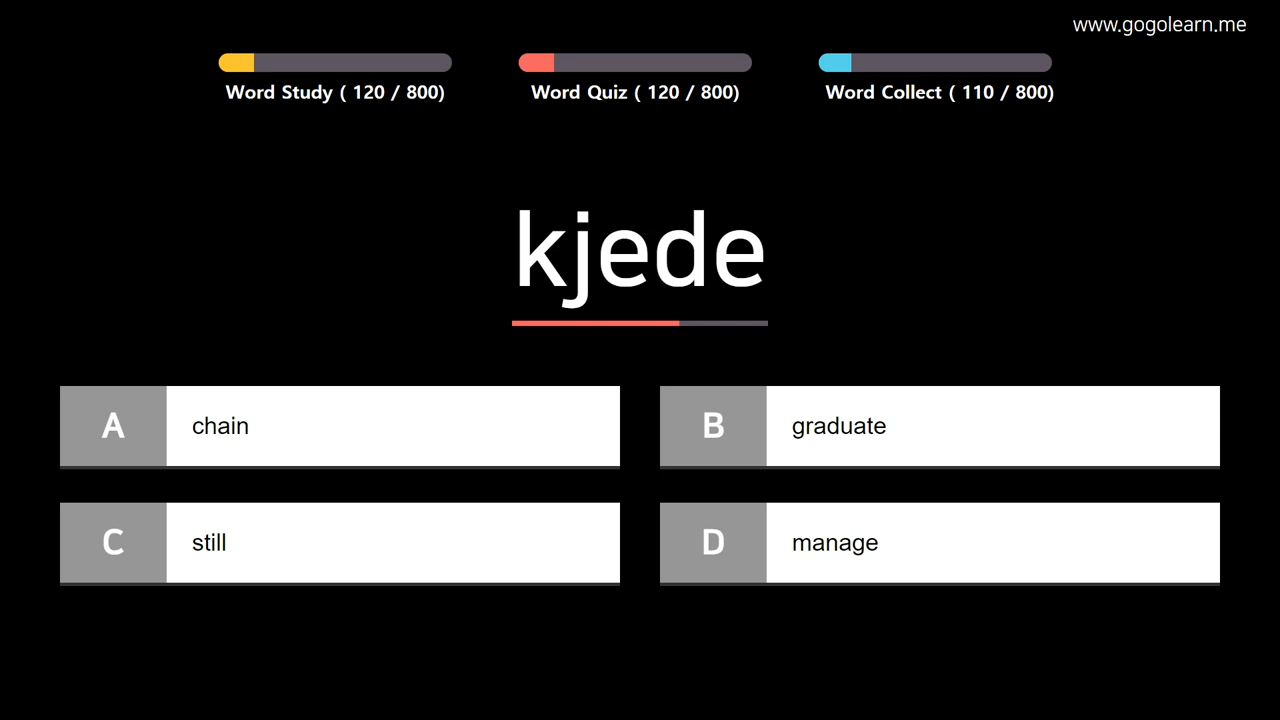 www.gogolearn.me
Word Study ( 120 / 800)
Word Quiz ( 120 / 800)
Word Collect ( 110 / 800)
kjede
A chain
B graduate
C still
D manage